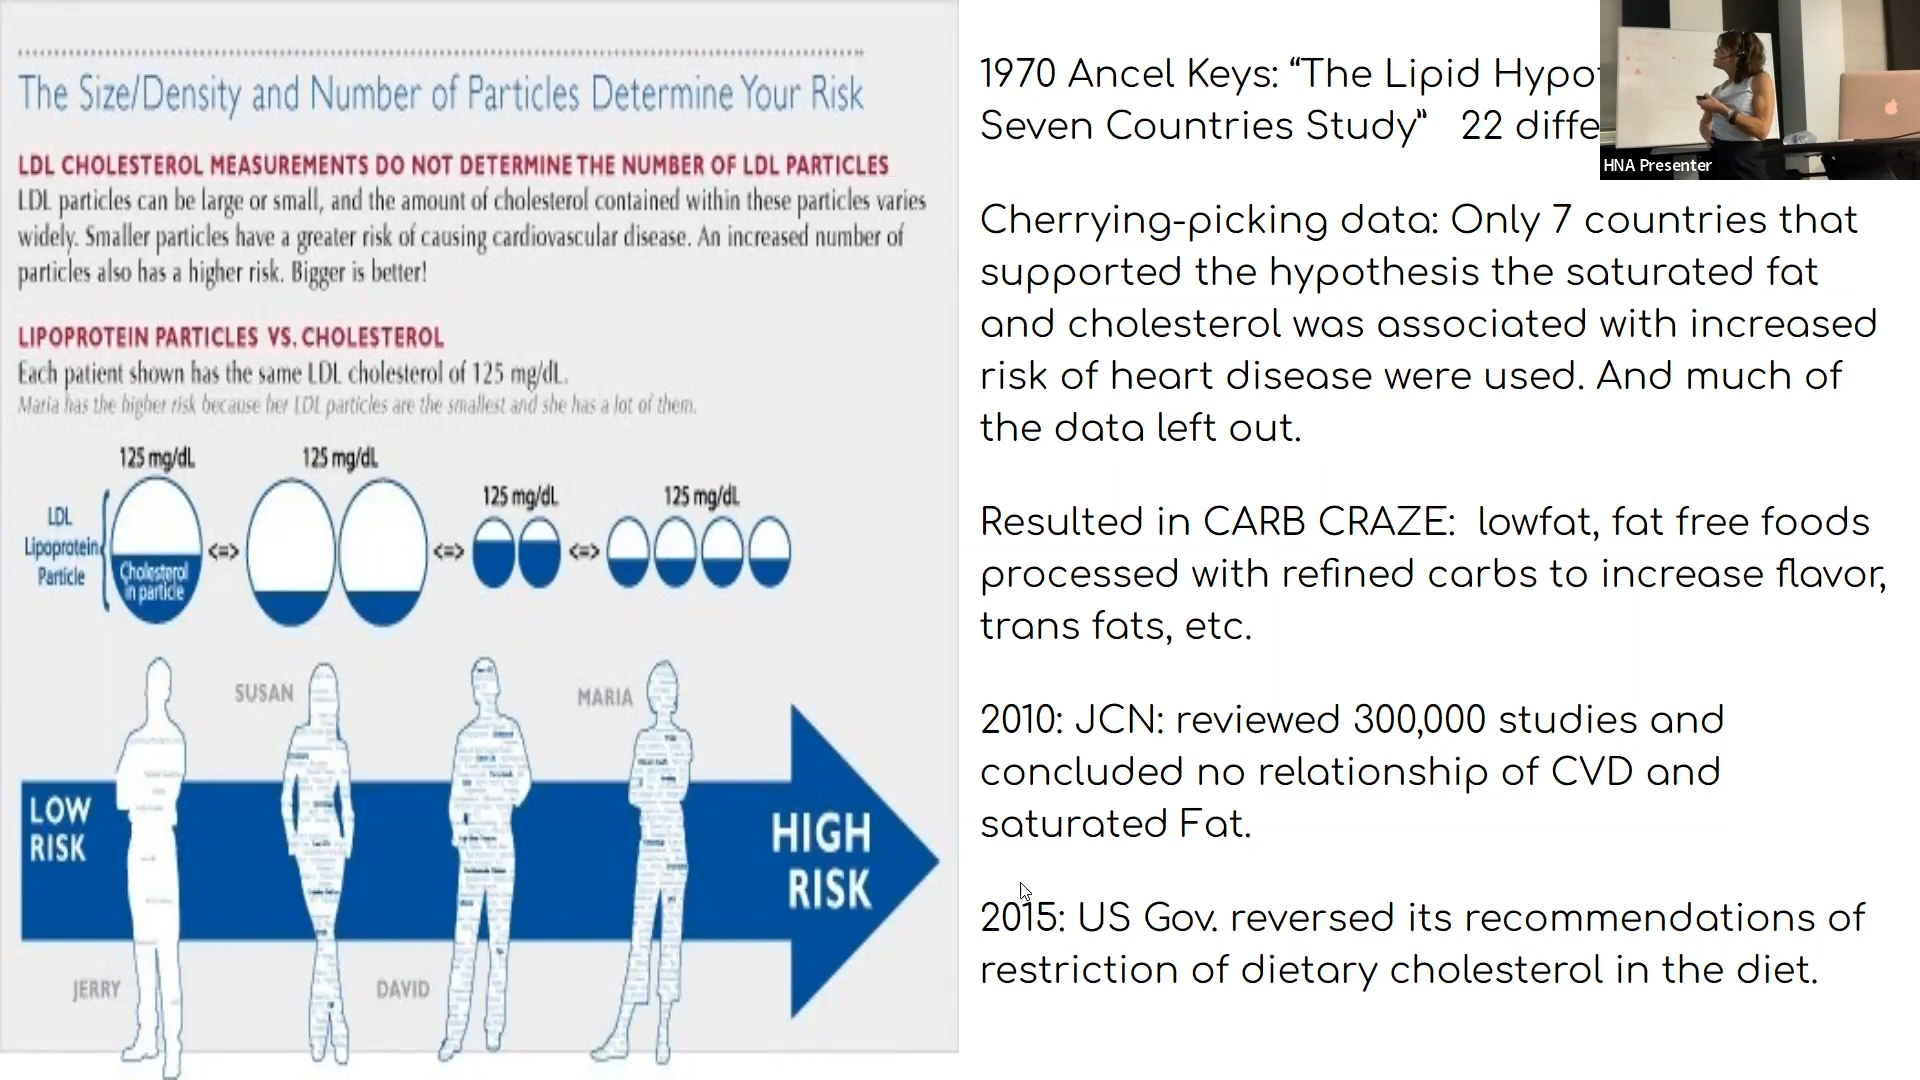 The Size/Density and Number of Particles Determine Your Risk
LDL CHOLESTEROL MEASUREMENTS DO NOT DETERMINE THE NUMBER OF LDL PARTICLES
LDL particles can be large or small, and the amount of cholesterol contained within these particles varies
widely. Smaller particles have a greater risk of causing cardiovascular disease. An increased number of
particles also has a higher risk. Bigger is better!
LIPOPROTEIN PARTICLES VS. CHOLESTEROL
Each patient shown has the same LDL cholesterol of 125 mg/dL.
Maria has the higher risk because her LDL particles are the smallest and she has a lot of them.
125 mg/dL
125 mg/dL
125 mg/dL
125 mg/dL
LDL
Lipoprotein
Particle
Cholesterol
in particle
<=>
<=>
<=>
SUSAN
MARIA
LOW
RISK
HIGH
RISK
JERRY
DAVID
1970 Ancel Keys: “The Lipid
Seven Countries Study” 22
Cherrying-picking data: Only 7 countries that
supported the hypothesis the saturated fat
and cholesterol was associated with increased
risk of heart disease were used. And much of
the data left out.
Resulted in CARB CRAZE: lowfat, fat free foods
processed with refined carbs to increase flavor,
trans fats, etc.
2010: JCN: reviewed 300,000 studies and
concluded no relationship of CVD and
saturated Fat.
2015: US Gov. reversed its recommendations of
restriction of dietary cholesterol in the diet.
HNA Presenter